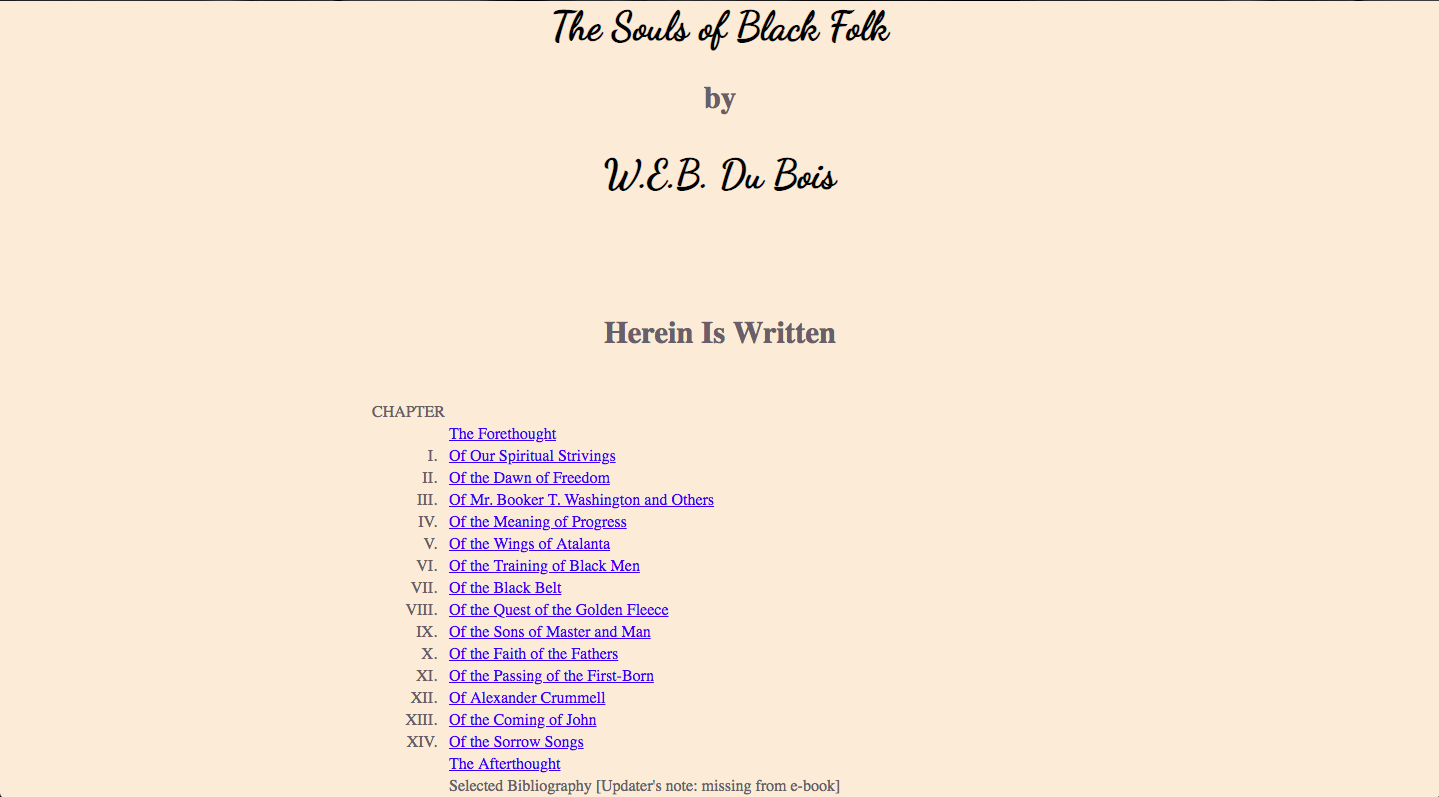 The Souls of Black Folk
by
W.E.B. Du Bois
Herein Is Written
CHAPTER
The Forethought
I. Of Our Spiritual Strivings
II. Of the Dawn of Freedom
III. Of Mr. Booker T. Washington and Others
IV. Of the Meaning of Progress
V. Of the Wings of Atalanta
VI. Of the Training of Black Men
VII. Of the Black Belt
VIII. Of the Quest of the Golden Fleece
IX. Of the Sons of Master and Man
X. Of the Faith of the Fathers
XI. Of the Passing of the First-Born
XII. Of Alexander Crummell
XIII. Of the Coming of John
XIV. Of the Sorrow Songs
The Afterthought
Selected Bibliography [Updater's note: missing from e-book]